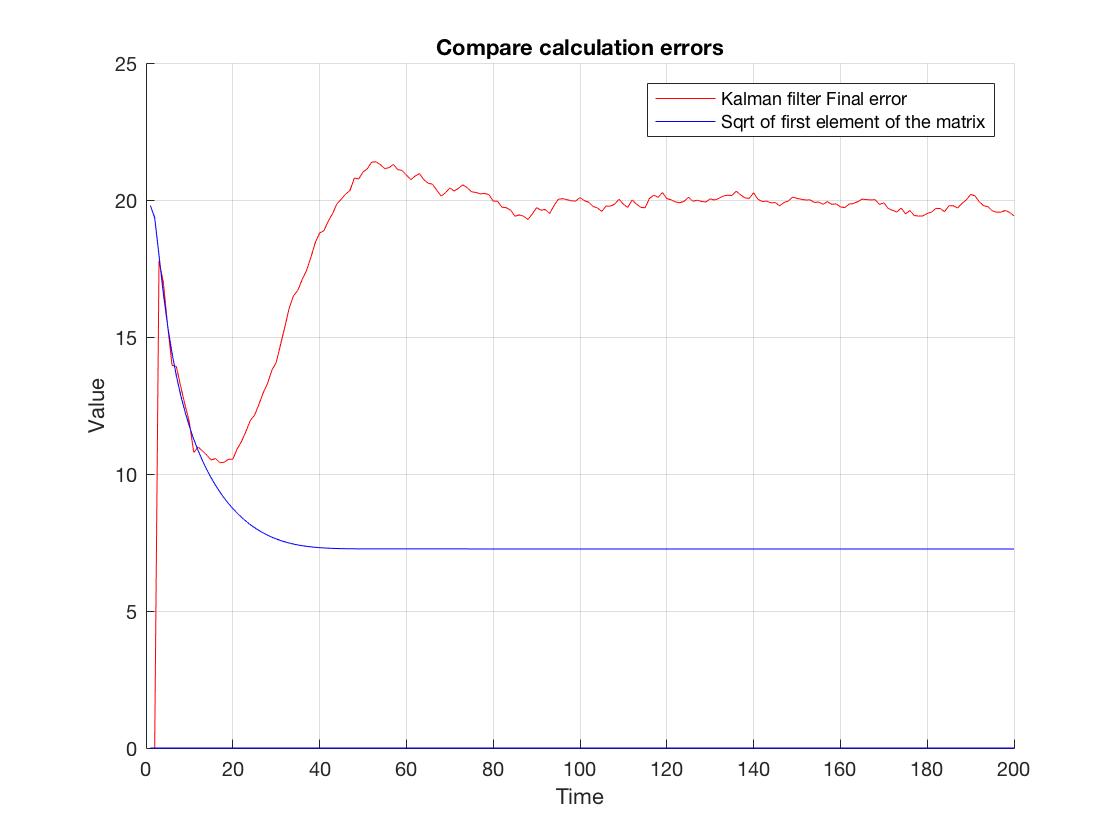 Compare calculation errors
Kalman filter Final error
Sqrt of first element of the matrix
25
20
15
10
5
0
Value
0 20 40 60 80 100 120 140 160 180 200
Time